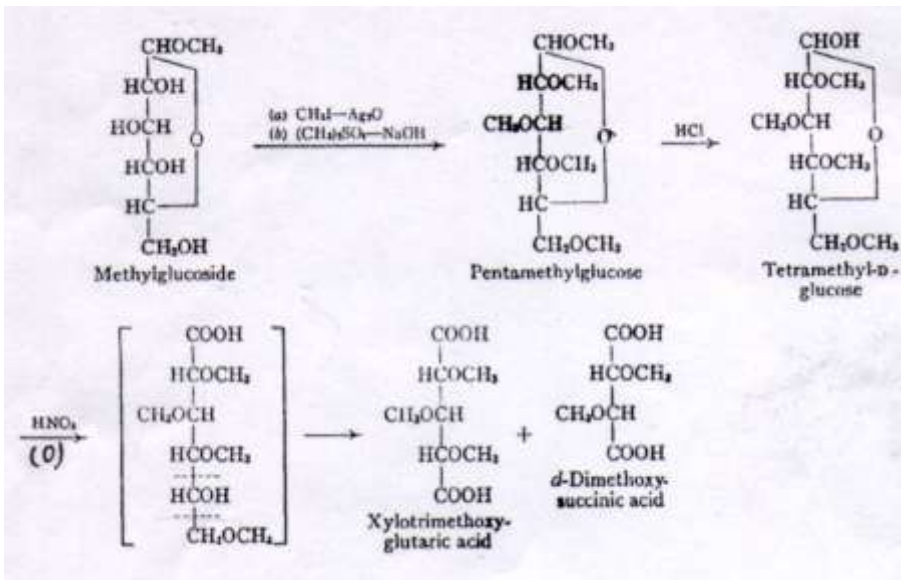 CHOCH₃ CHOCH₃ CHOH
HCOH HCOCH₃ HCOCH₃
(a) CH₃I—Ag₂O
HOCH O CH₃OCH O CH₃OCH O
(b) (CH₃)₂SO₄—NaOH HCl
HCOH HCOCH₃ HCOCH₃
HC HC HC
CH₂OH CH₂OCH₃ CH₂OCH₃
Methylglucoside Pentamethylglucose Tetramethyl-D-
glucose
COOH COOH COOH
HCOCH₃ HCOCH₃ HCOCH₃
HNO₃ CH₃OCH CH₃OCH + CH₃OCH
(O) HCOCH₃ HCOCH₃ COOH
HCOH COOH d-Dimethoxy-
succinic acid
CH₂OCH₃ Xylotrimethoxy-
glutaric acid